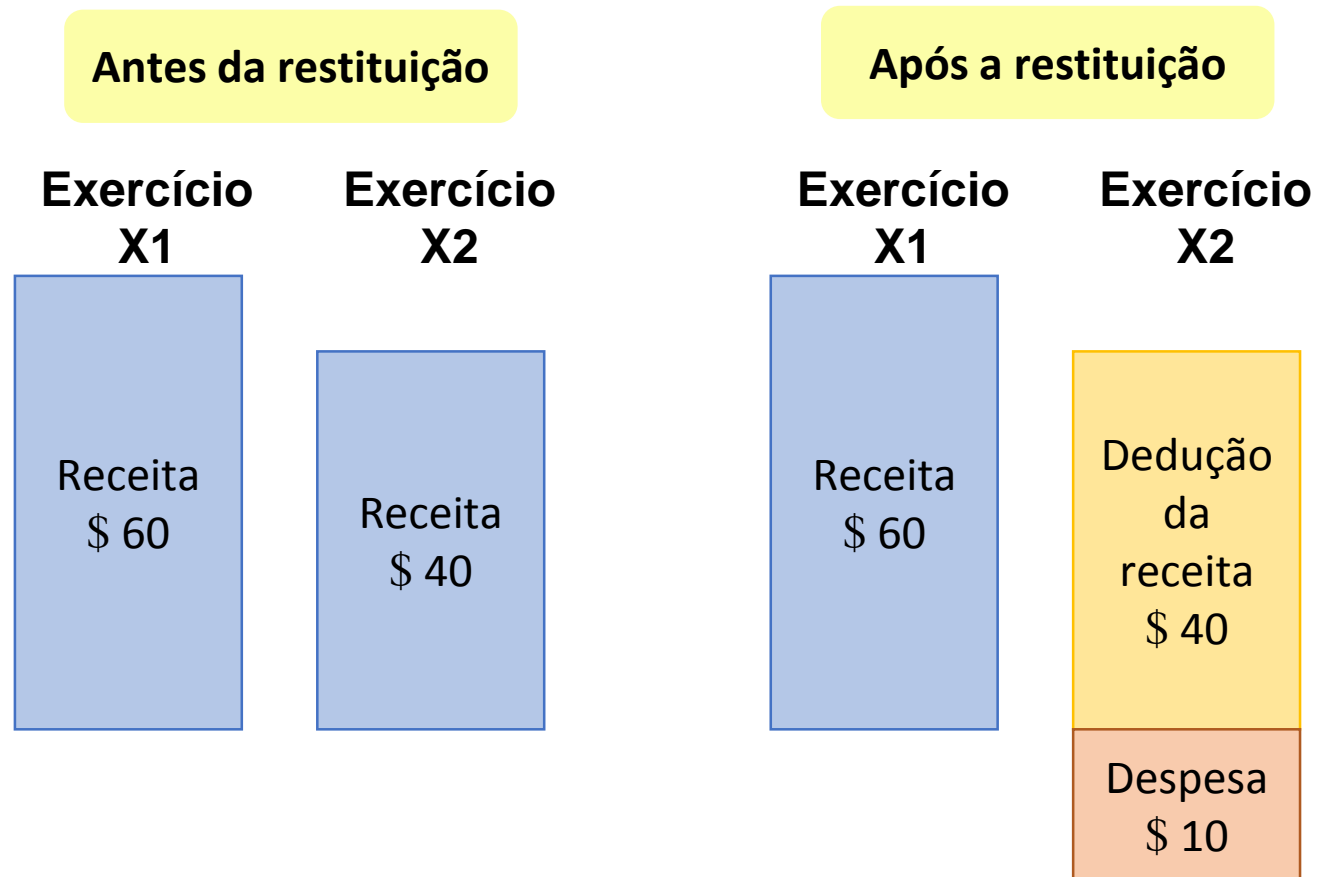 Antes da restituição
Exercício
X1
Exercício
X2
Receita
$ 60
Receita
$ 40
Após a restituição
Exercício
X1
Exercício
X2
Receita
$ 60
Dedução
da
receita
$ 40
Despesa
$ 10